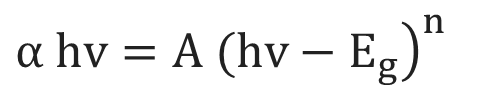 α hv = A (hv − E_g)^n